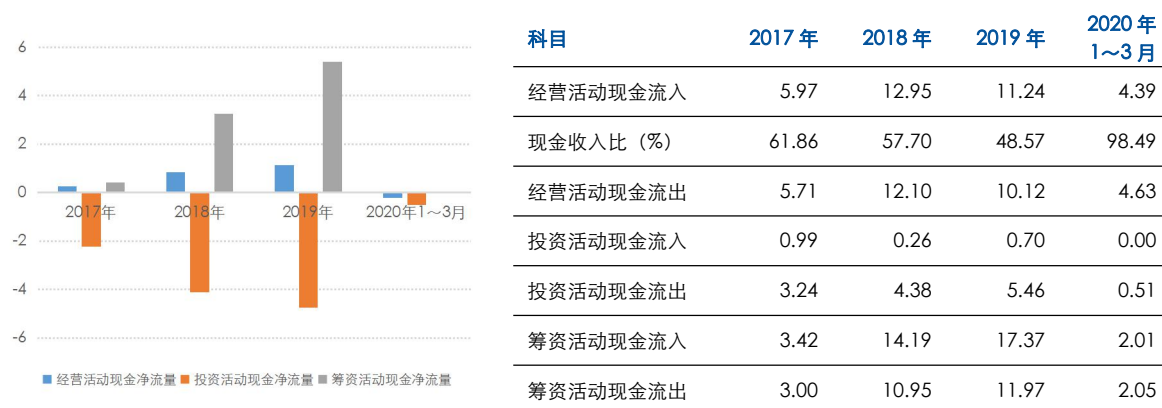 6
4
2
0
-2
-4
-6
2017年 2018年 2019年 2020年1～3月
经营活动现金净流量 投资活动现金净流量 筹资活动现金净流量
科目 2017 年 2018 年 2019 年 2020 年
1～3 月
经营活动现金流入 5.97 12.95 11.24 4.39
现金收入比（%） 61.86 57.70 48.57 98.49
经营活动现金流出 5.71 12.10 10.12 4.63
投资活动现金流入 0.99 0.26 0.70 0.00
投资活动现金流出 3.24 4.38 5.46 0.51
筹资活动现金流入 3.42 14.19 17.37 2.01
筹资活动现金流出 3.00 10.95 11.97 2.05